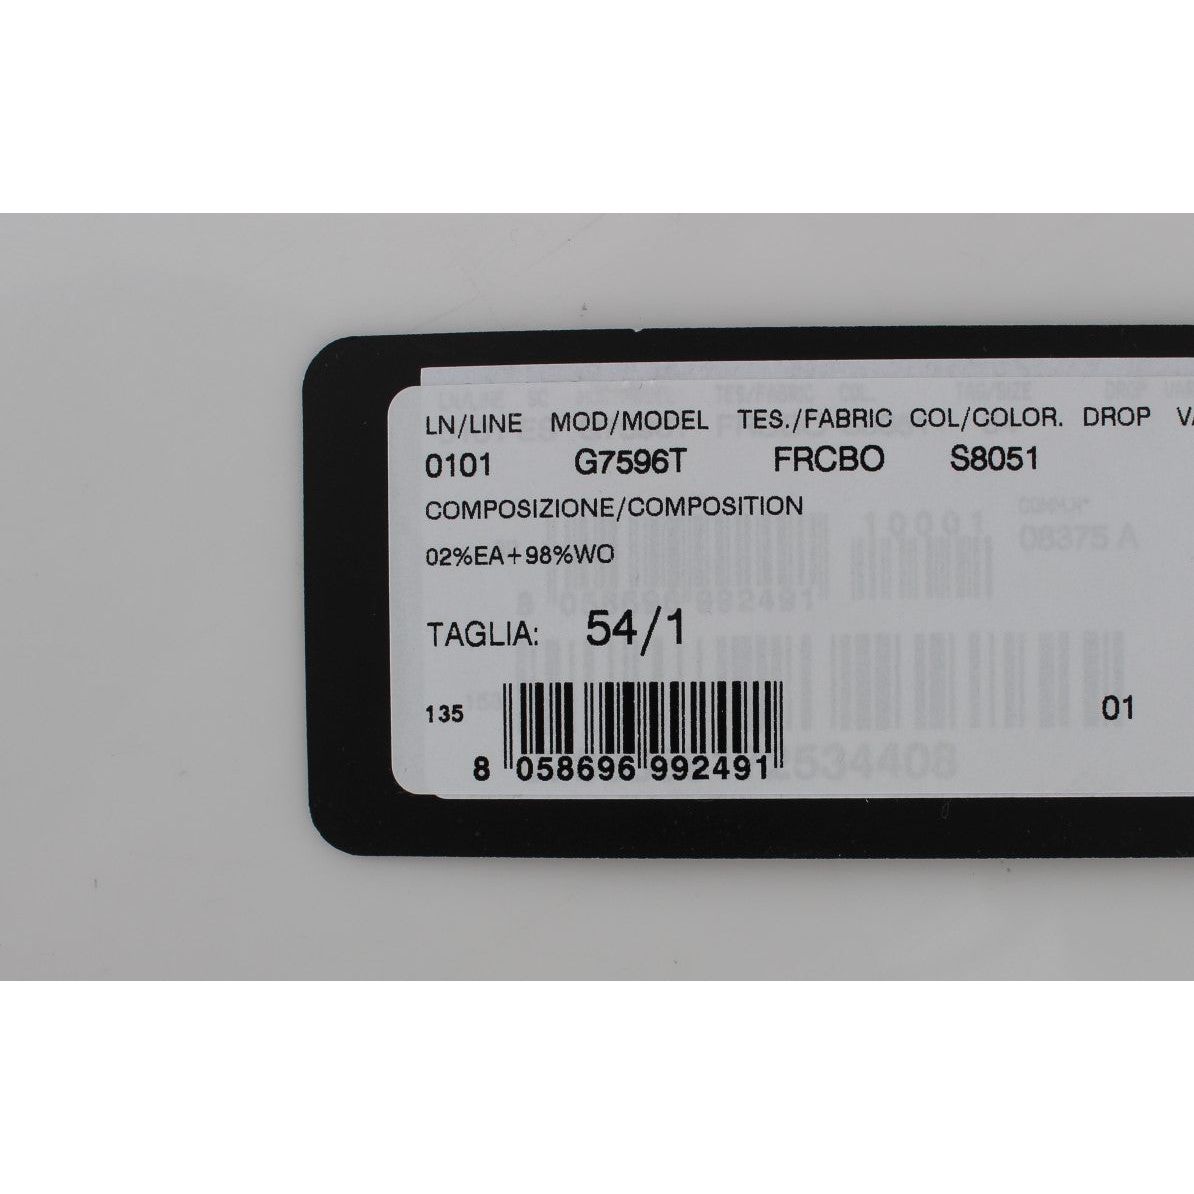 LN/LINE MOD/MODEL TES./FABRIC COL/COLOR. DROP
0101 G7596T FRCBO S8051
COMPOSIZIONE/COMPOSITION
02%EA+98%WO
TAGLIA: 54/1
135 01
8 058696 992491